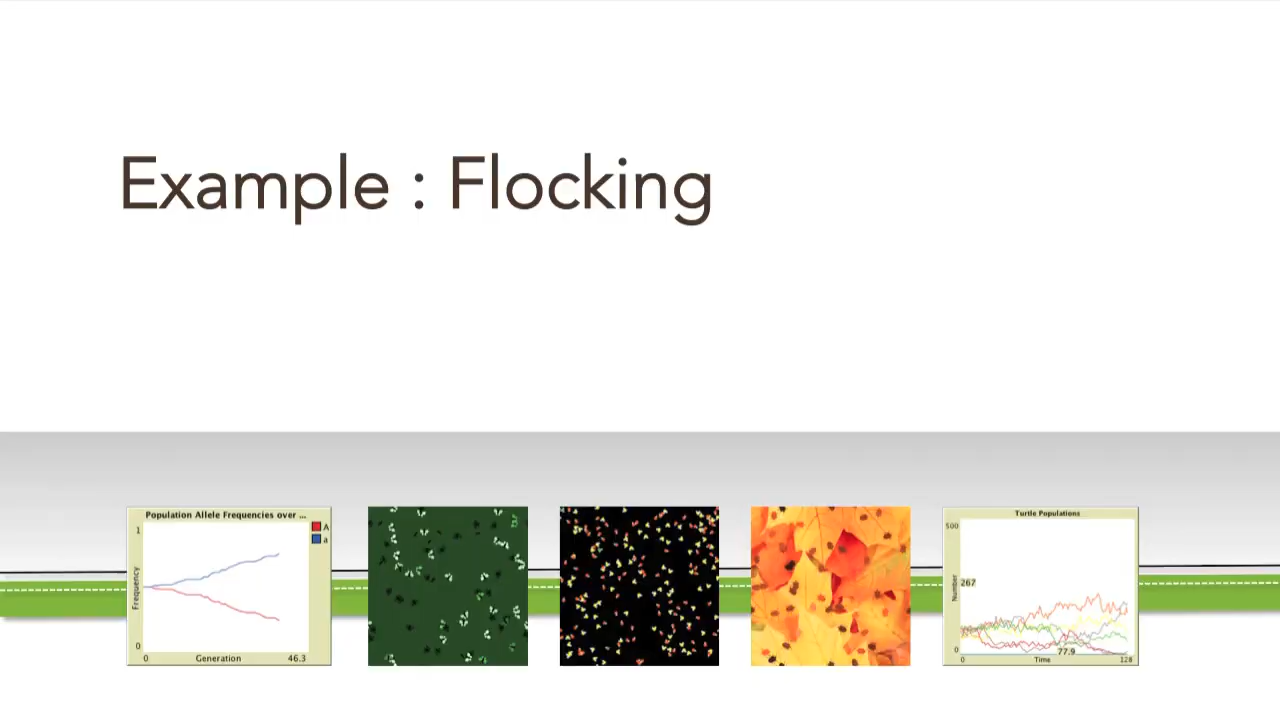 Example : Flocking
Population Allele Frequencies over ...
1
A
a
Frequency
0
0
Generation
46.3
Turtle Populations
500
Number
267
0
77.9
0
Time
128